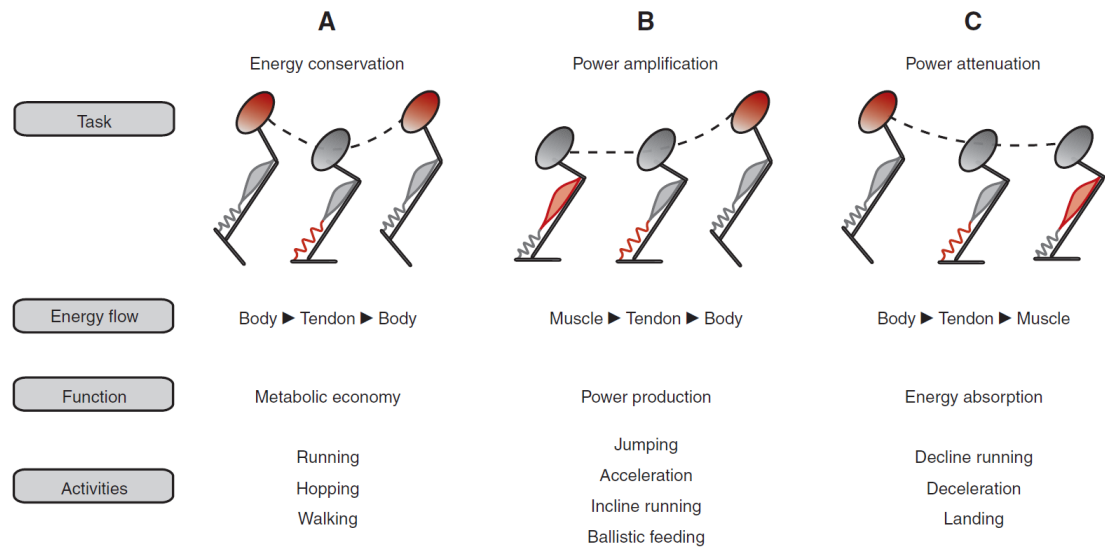 A
B
C
Energy conservation
Power amplification
Power attenuation
Task
Energy flow
Body ► Tendon ► Body
Muscle ► Tendon ► Body
Body ► Tendon ► Muscle
Function
Metabolic economy
Power production
Energy absorption
Activities
Running
Hopping
Walking
Jumping
Acceleration
Incline running
Ballistic feeding
Decline running
Deceleration
Landing